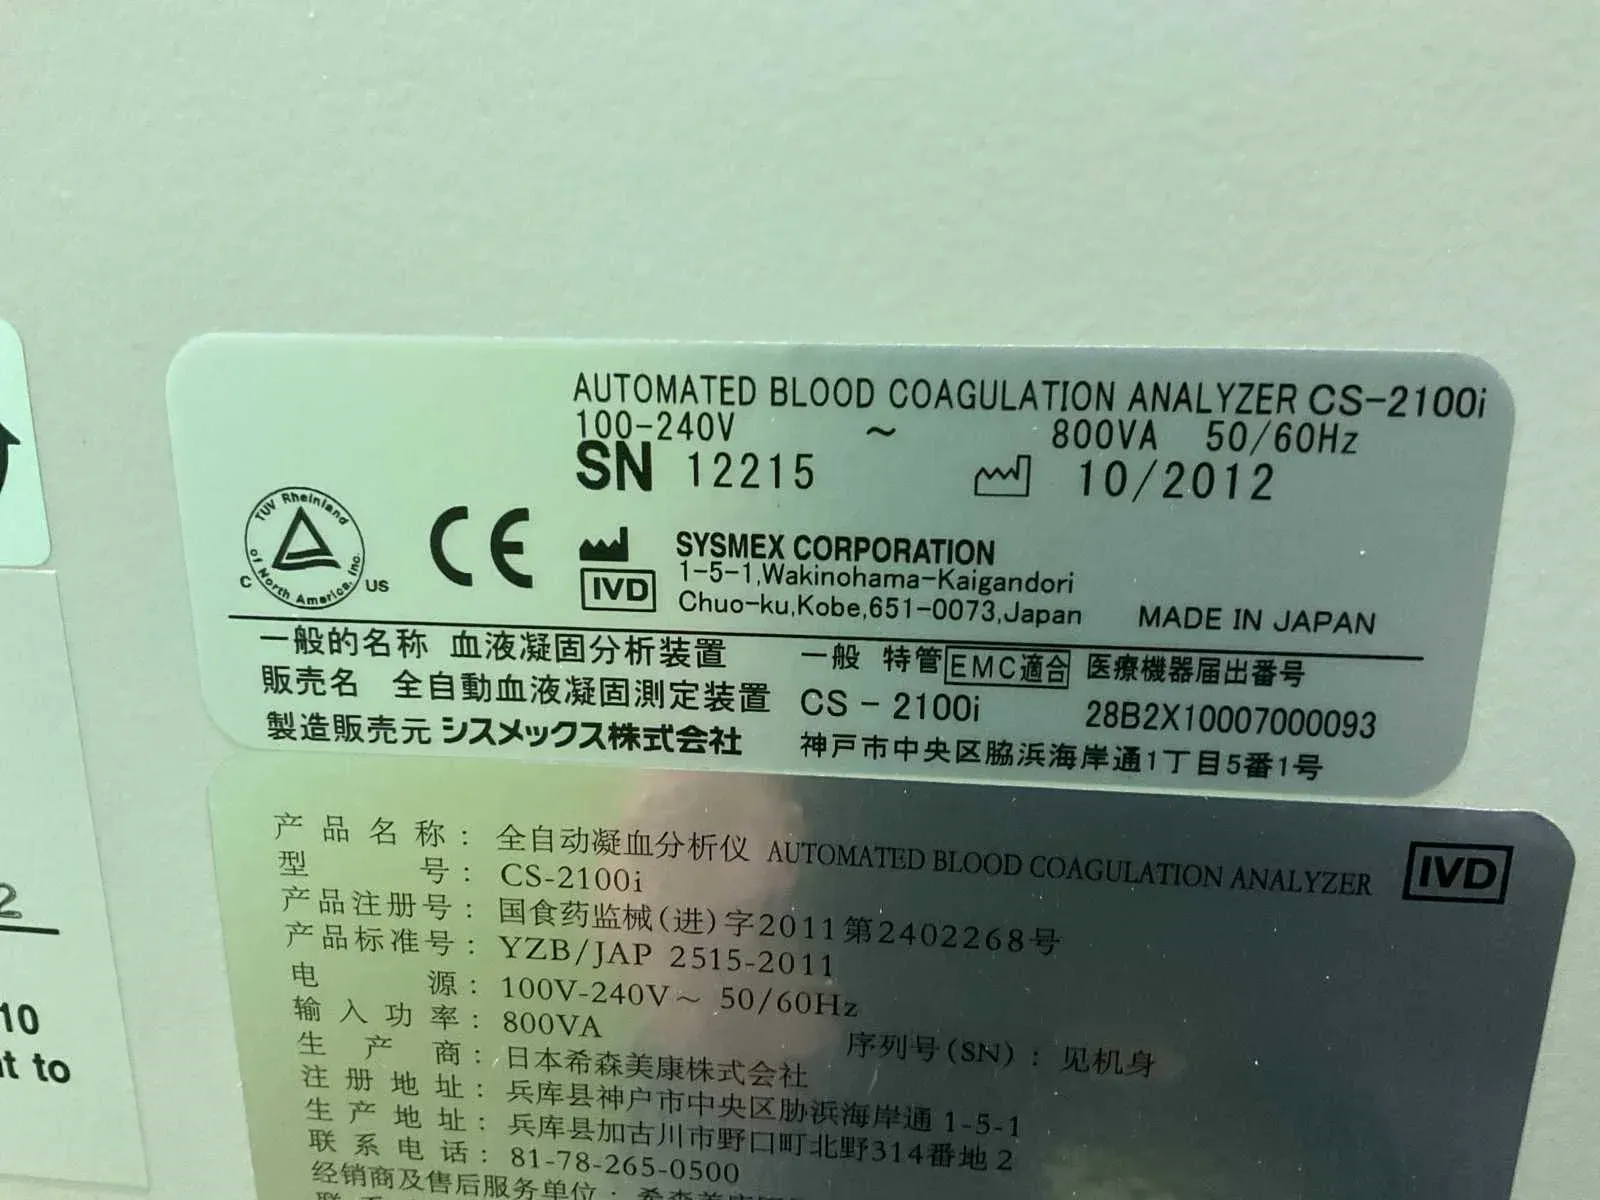 AUTOMATED BLOOD COAGULATION ANALYZER CS-2100i
100-240V ~ 800VA 50/60Hz
SN 12215 10/2012
TÜV Rheinland of North America, Inc.
C US
CE
SYSMEX CORPORATION
IVD 1-5-1,Wakinohama-Kaigandori
Chuo-ku,Kobe,651-0073,Japan MADE IN JAPAN
一般的名称 血液凝固分析装置 一般 特管 EMC適合 医療機器届出番号
販売名 全自動血液凝固測定装置 CS - 2100i 28B2X10007000093
製造販売元 シスメックス株式会社 神戸市中央区脇浜海岸通1丁目5番1号
产品名称：全自动凝血分析仪 AUTOMATED BLOOD COAGULATION ANALYZER IVD
型号：CS-2100i
产品注册号：国食药监械(进)字2011第2402268号
产品标准号：YZB/JAP 2515-2011
电源：100V-240V～ 50/60Hz
输入功率：800VA
生产商：日本希森美康株式会社 序列号(SN)：见机身
注册地址：兵库县神户市中央区胁浜海岸通 1-5-1
生产地址：兵库县加古川市野口町北野314番地2
联系电话：81-78-265-0500
经销商及售后服务单位：希森美康
2
10
t to